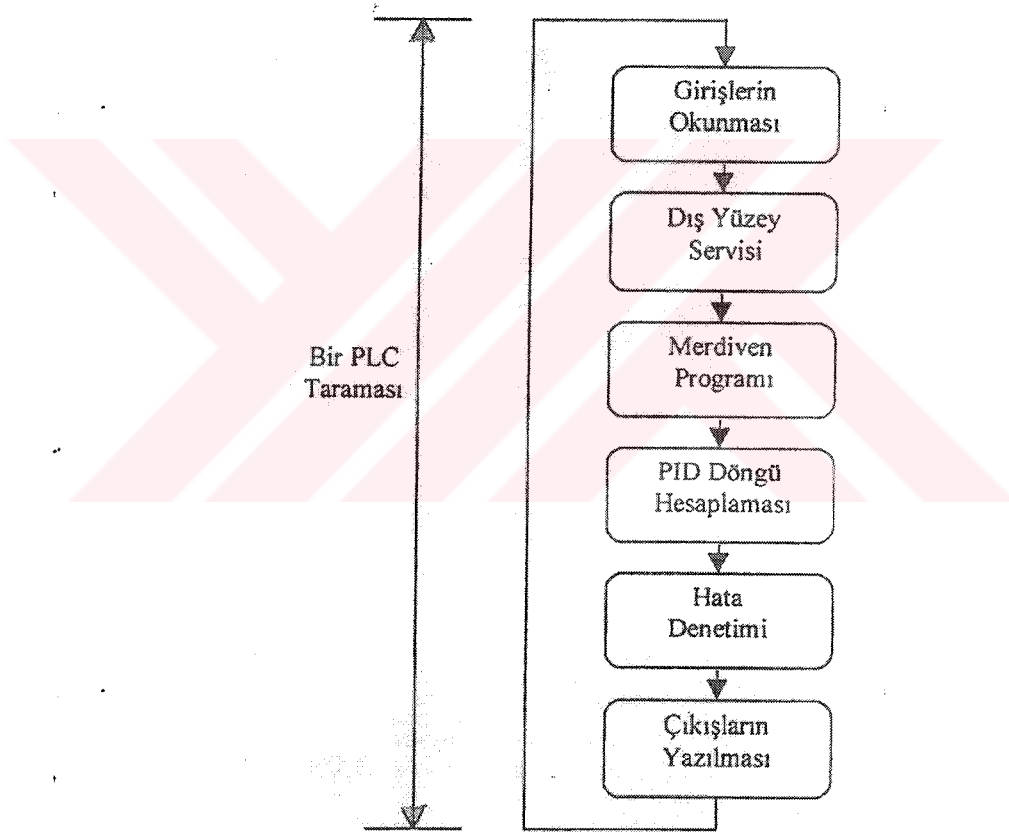 Girişlerin
Okunması
Dış Yüzey
Servisi
Bir PLC
Taraması
Merdiven
Programı
PID Döngü
Hesaplaması
Hata
Denetimi
Çıkışların
Yazılması